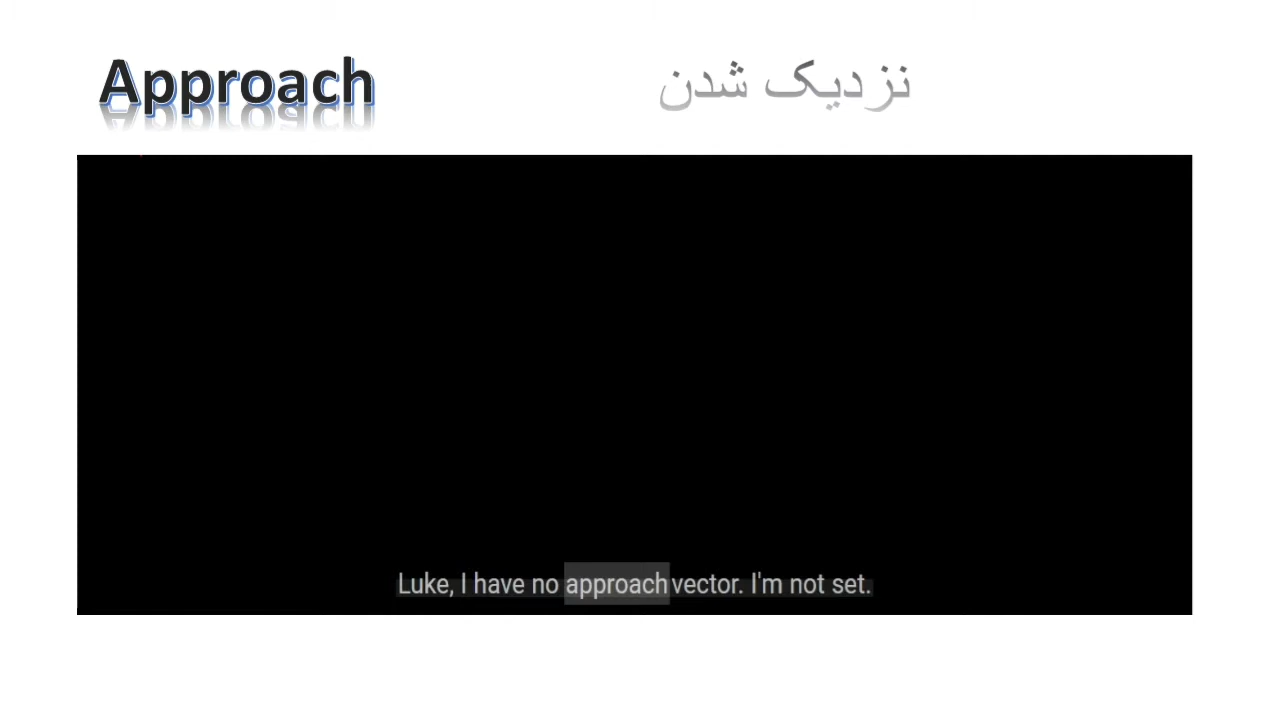 Approach
نزدیک شدن
Luke, I have no approach vector. I'm not set.